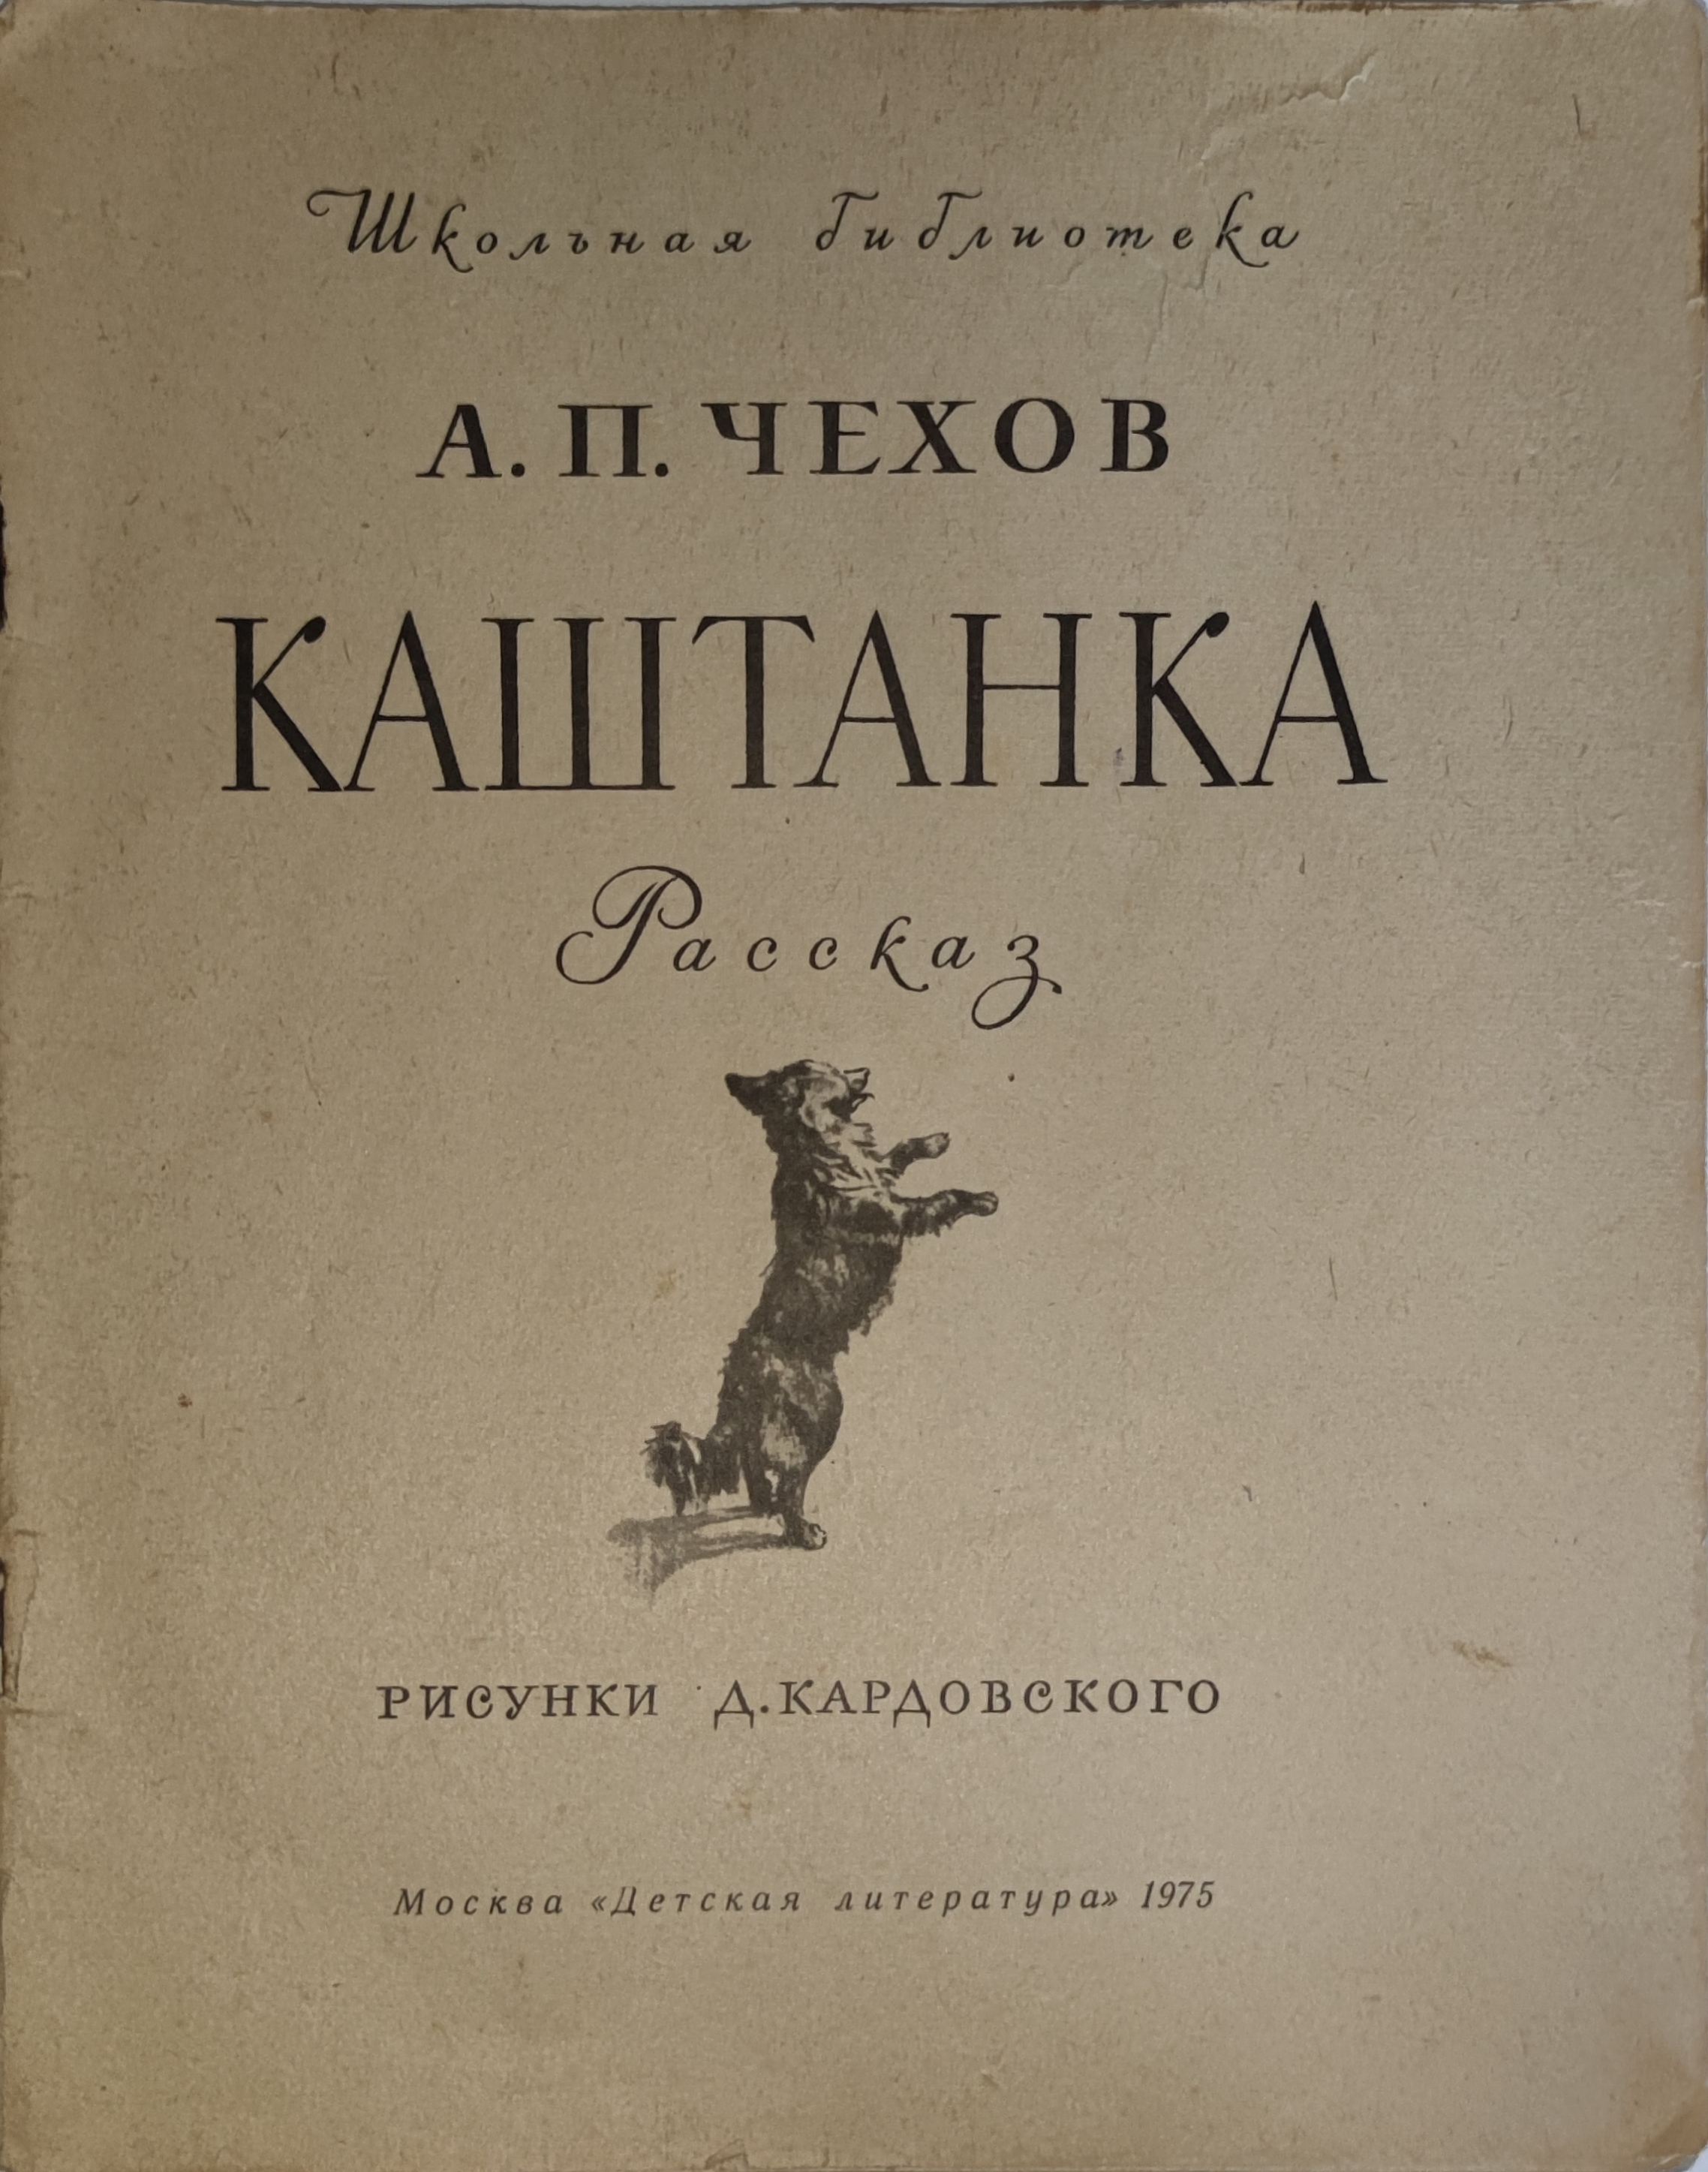 Школьная библиотека
А. П. ЧЕХОВ
КАШТАНКА
Рассказ
РИСУНКИ Д. КАРДОВСКОГО
Москва «Детская литература» 1975